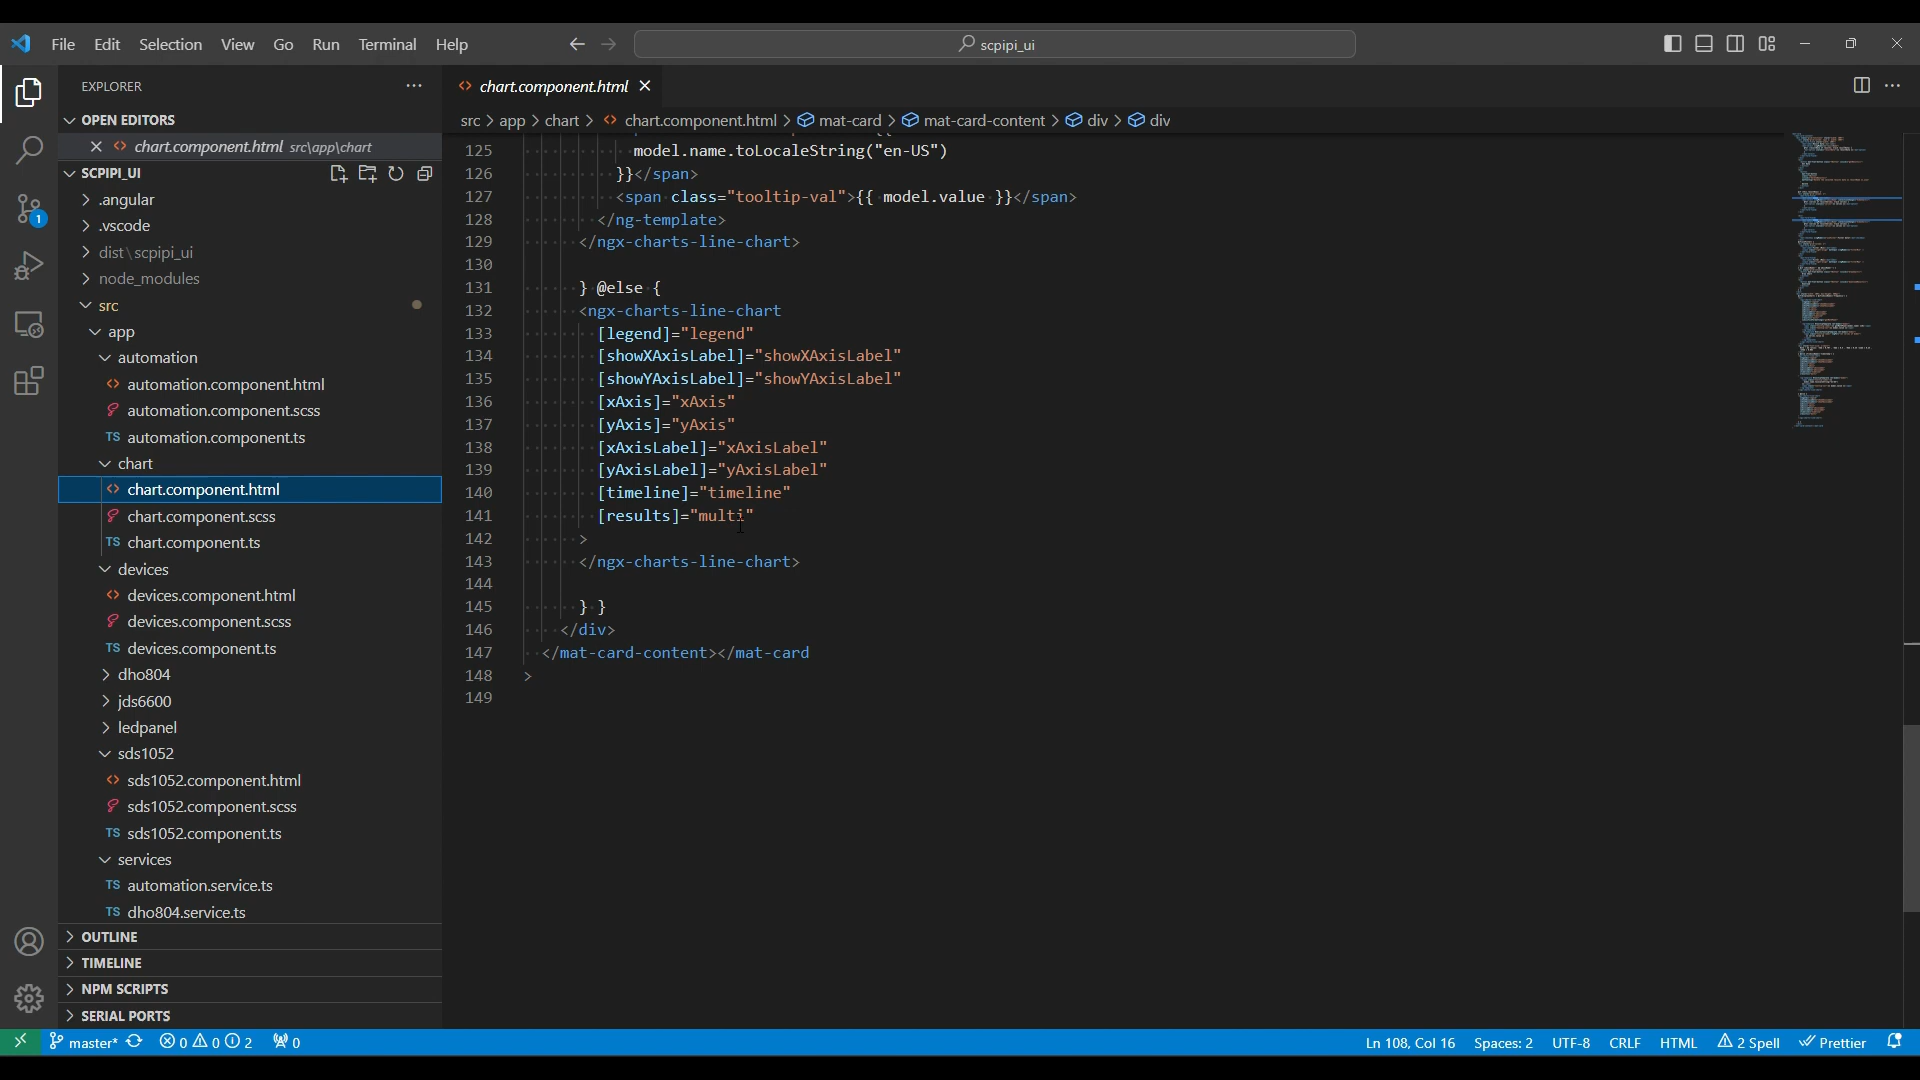 File Edit Selection View Go Run Terminal Help
scpipi_ui
EXPLORER
OPEN EDITORS
chart.component.html src\app\chart
SCPIPI_UI
.angular
.vscode
dist\scpipi_ui
node_modules
src
app
automation
automation.component.html
automation.component.scss
automation.component.ts
chart
chart.component.html
chart.component.scss
chart.component.ts
devices
devices.component.html
devices.component.scss
devices.component.ts
dho804
jds6600
ledpanel
sds1052
sds1052.component.html
sds1052.component.scss
sds1052.component.ts
services
automation.service.ts
dho804.service.ts
OUTLINE
TIMELINE
NPM SCRIPTS
SERIAL PORTS
chart.component.html
src > app > chart > chart.component.html > mat-card > mat-card-content > div > div
125 model.name.toLocaleString("en-US")
126 }}</span>
127 <span class="tooltip-val">{{ model.value }}</span>
128 </ng-template>
129 </ngx-charts-line-chart>
130
131 } @else {
132 <ngx-charts-line-chart
133 [legend]="legend"
134 [showXAxisLabel]="showXAxisLabel"
135 [showYAxisLabel]="showYAxisLabel"
136 [xAxis]="xAxis"
137 [yAxis]="yAxis"
138 [xAxisLabel]="xAxisLabel"
139 [yAxisLabel]="yAxisLabel"
140 [timeline]="timeline"
141 [results]="multi"
142 >
143 </ngx-charts-line-chart>
144
145 } }
146 </div>
147 </mat-card-content></mat-card
148 >
149
master* 0 0 2 0
Ln 108, Col 16 Spaces: 2 UTF-8 CRLF HTML 2 Spell Prettier